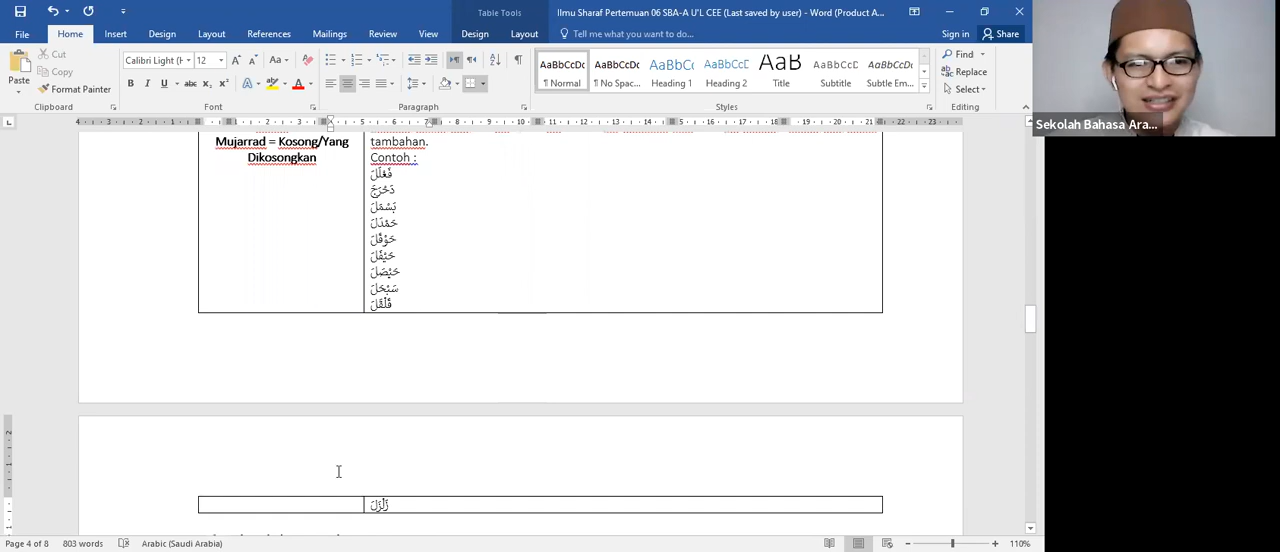 Table Tools
Ilmu Sharaf Pertemuan 06 SBA-A U'L CEE (Last saved by user) - Word (Product A...
File
Home
Insert
Draw
Design
Layout
References
Mailings
Review
View
Design
Layout
Tell me what you want to do...
Sign in
Share
Paste
Cut
Copy
Format Painter
Clipboard
Calibri Light (H
12
Font
Paragraph
AaBbCcDc
AaBbCcDc
AaBbCc
AaBbCcD
AaB
AaBbCcD
AaBbCcDc
¶ Normal
¶ No Spac...
Heading 1
Heading 2
Title
Subtitle
Subtle Em...
Styles
Find
Replace
Select
Editing
Sekolah Bahasa Ara...
Mujarrad = Kosong/Yang
Dikosongkan
tambahan.
Contoh :
فَعْلَلَ
دَحْرَجَ
بَسْمَلَ
حَمْدَلَ
حَوْقَلَ
حَيْفَلَ
حَيْصَلَ
سَبْحَلَ
قَلْقَلَ
زَلْزَلَ
Page 4 of 8
803 words
Arabic (Saudi Arabia)
110%